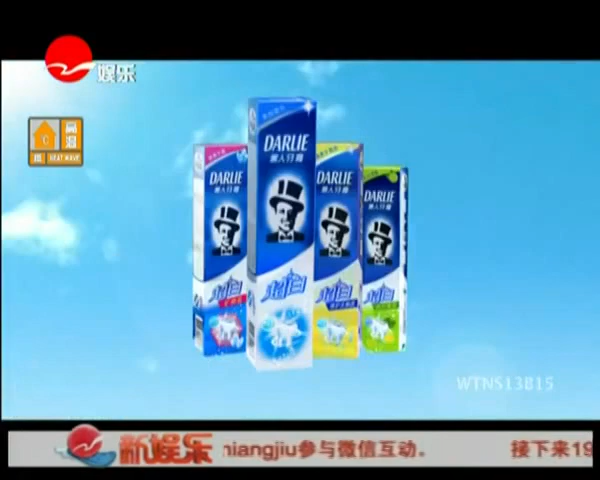 娱乐
高温
橙 HEAT WAVE
DARLIE
黑人牙膏
超白
DARLIE
黑人牙膏
超白
DARLIE
黑人牙膏
超白
DARLIE
黑人牙膏
超白
WTNS13B15
新娱乐 niangjiu参与微信互动。 接下来19